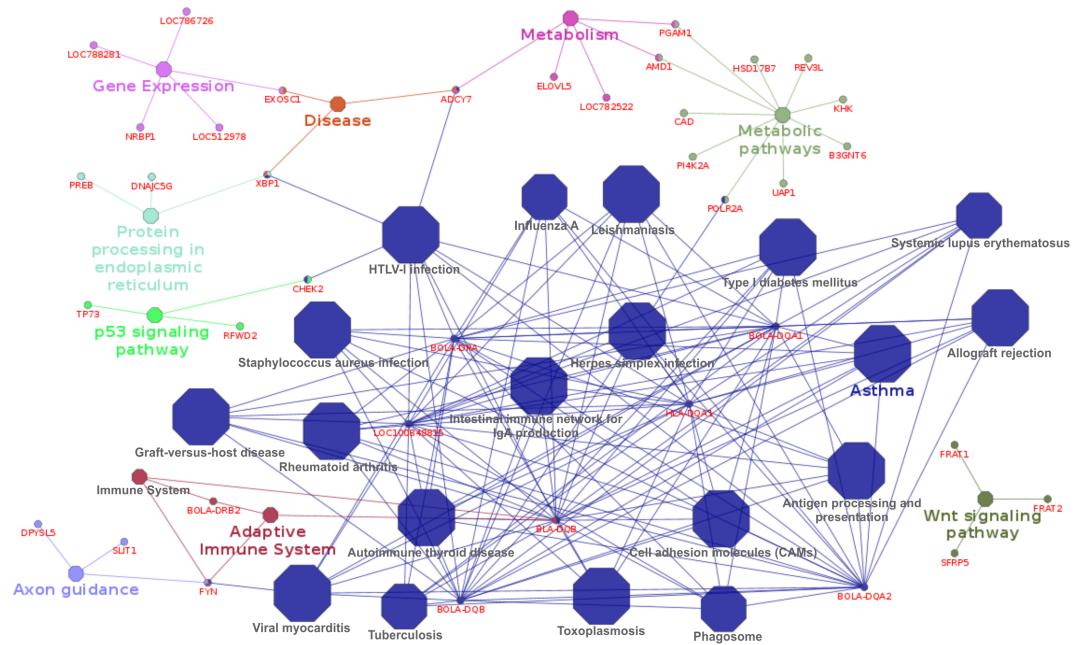 LOC786726
LOC788281
Gene Expression
EXOSC1
NRBP1
LOC512978
Disease
ADCY7
Metabolism
PGAM1
AMD1
ELOVL5
LOC782522
HSD17B7
REV3L
KHK
CAD
Metabolic
pathways
B3GNT6
PI4K2A
UAP1
POLR2A
PREB
DNAJC5G
XBP1
Protein
processing in
endoplasmic
reticulum
Influenza A
Leishmaniasis
Systemic lupus erythematosus
HTLV-I infection
Type I diabetes mellitus
CHEK2
TP73
RFWD2
p53 signaling
pathway
Staphylococcus aureus infection
BOLA-DRA
Herpes simplex infection
BOLA-DQA1
Allograft rejection
Asthma
Intestinal immune network for
IgA production
HLA-DQA1
LOC100848815
Graft-versus-host disease
Rheumatoid arthritis
Immune System
BOLA-DRB2
Adaptive
Immune System
Antigen processing and
presentation
FRAT1
FRAT2
Wnt signaling
pathway
SFRP5
BLA-DQB
Autoimmune thyroid disease
Cell adhesion molecules (CAMs)
DPYSL5
SLIT1
Axon guidance
FYN
BOLA-DQB
BOLA-DQA2
Viral myocarditis
Tuberculosis
Toxoplasmosis
Phagosome